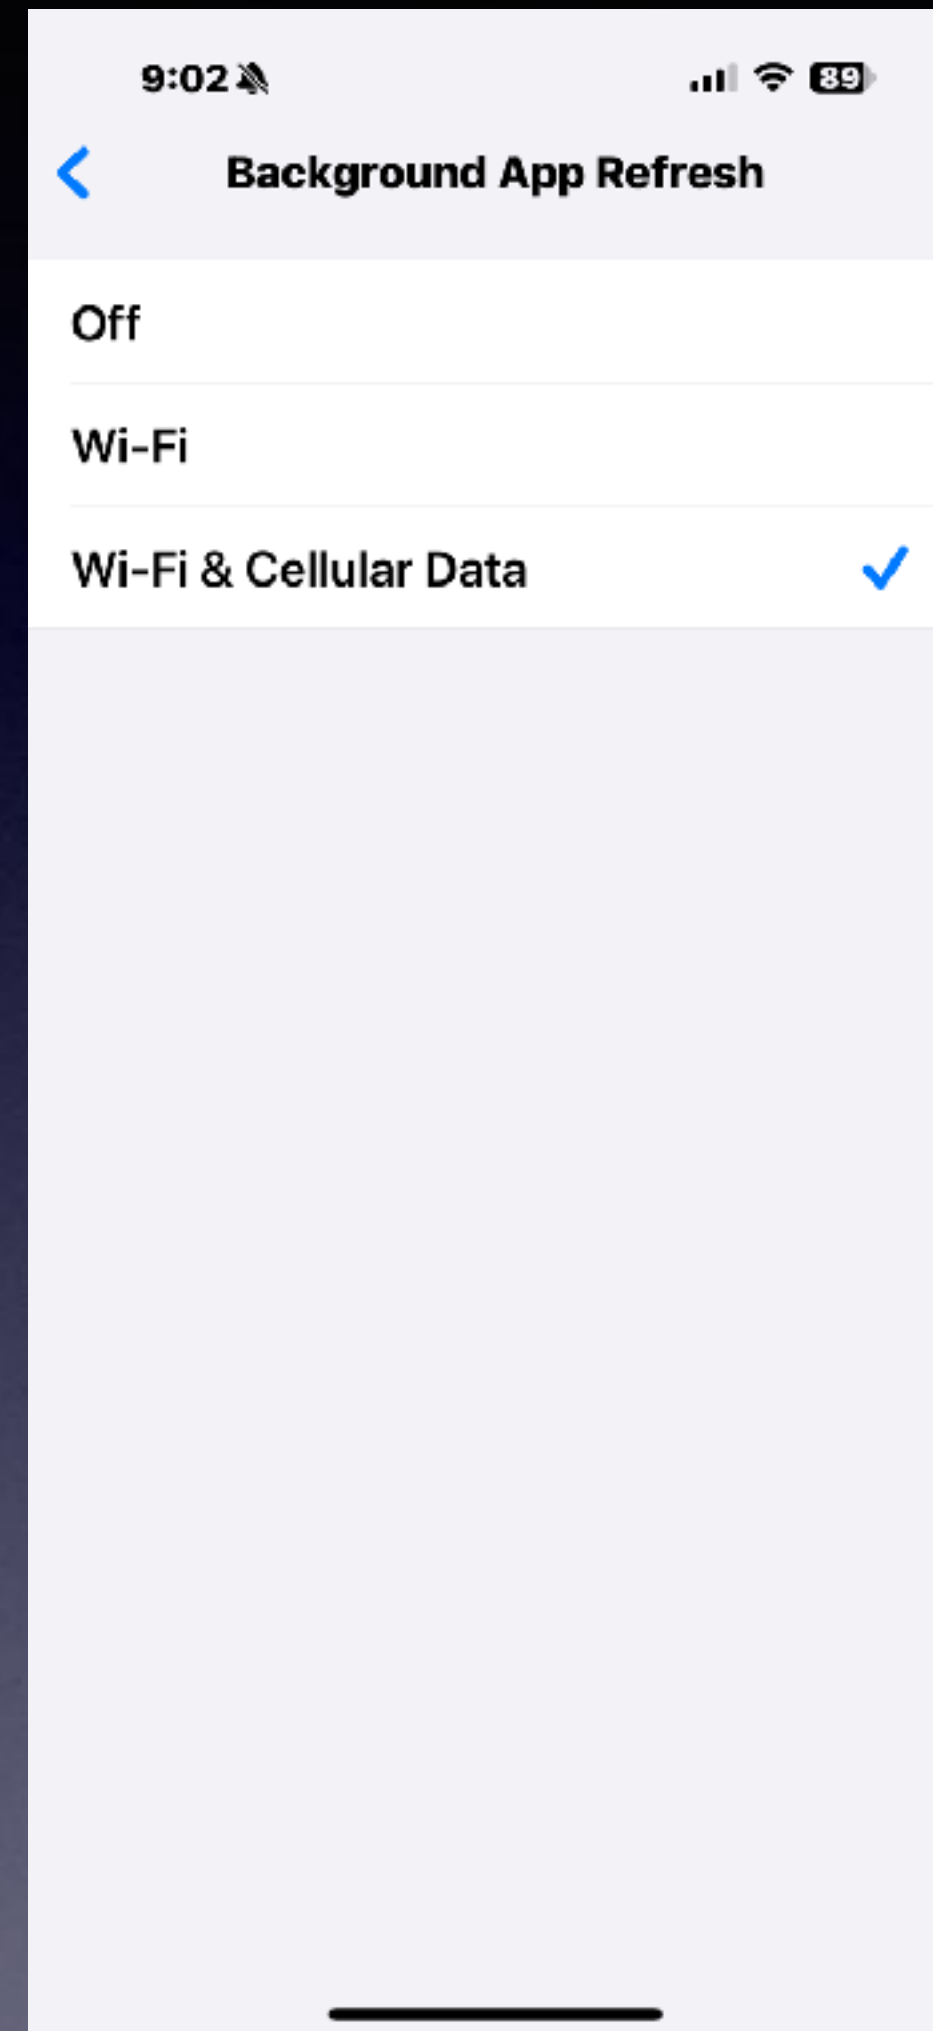 9:02
89
Background App Refresh
Off
Wi-Fi
Wi-Fi & Cellular Data